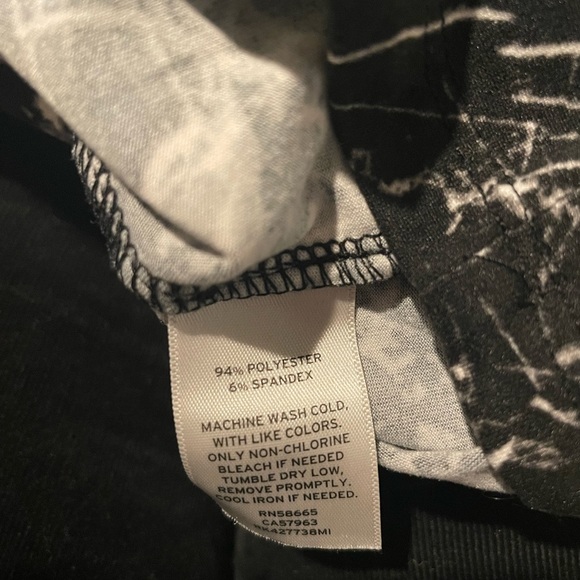 94% POLYESTER
6% SPANDEX
MACHINE WASH COLD,
WITH LIKE COLORS.
ONLY NON-CHLORINE
BLEACH IF NEEDED
TUMBLE DRY LOW,
REMOVE PROMPTLY.
COOL IRON IF NEEDED.
RN58665
CA57963